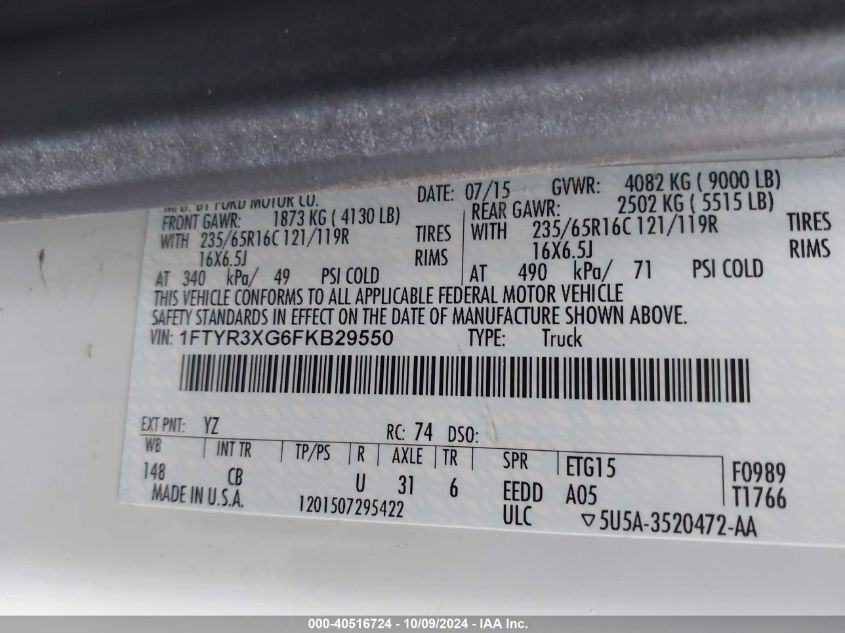 MFD. BY FORD MOTOR CO. DATE: 07/15 GVWR: 4082 KG ( 9000 LB)
FRONT GAWR: 1873 KG ( 4130 LB) REAR GAWR: 2502 KG ( 5515 LB)
WITH 235/65R16C 121/119R TIRES WITH 235/65R16C 121/119R TIRES
16X6.5J RIMS 16X6.5J RIMS
AT 340 kPa/ 49 PSI COLD AT 490 kPa/ 71 PSI COLD
THIS VEHICLE CONFORMS TO ALL APPLICABLE FEDERAL MOTOR VEHICLE
SAFETY STANDARDS IN EFFECT ON THE DATE OF MANUFACTURE SHOWN ABOVE.
VIN: 1FTYR3XG6FKB29550 TYPE: Truck
EXT PNT: YZ RC: 74 DSO:
WB INT TR TP/PS R AXLE TR SPR ETG15 F0989
148 CB U 31 6 EEDD A05 T1766
MADE IN U.S.A. 1201507295422 ULC ▽5U5A-3520472-AA
000-40516724 - 10/09/2024 - IAA Inc.